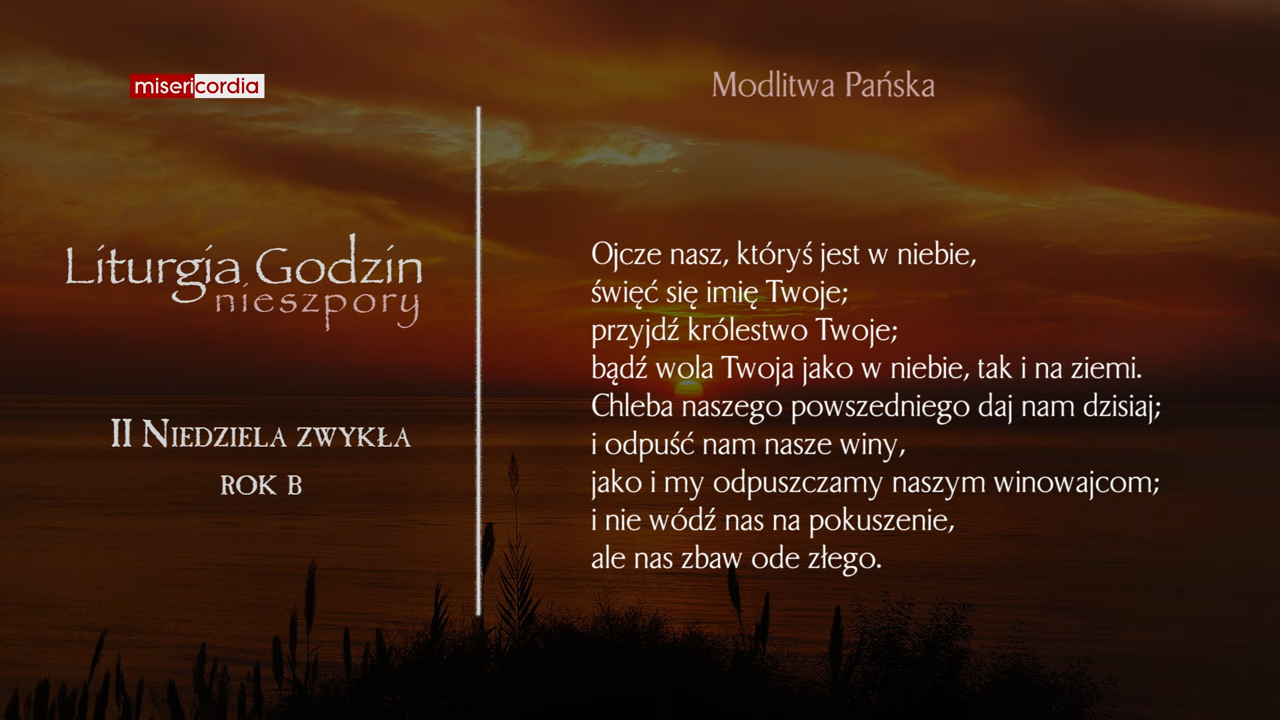 misericordia
Liturgia Godzin
nieszpory
II Niedziela zwykła
rok B
Modlitwa Pańska
Ojcze nasz, któryś jest w niebie,
święć się imię Twoje;
przyjdź królestwo Twoje;
bądź wola Twoja jako w niebie, tak i na ziemi.
Chleba naszego powszedniego daj nam dzisiaj;
i odpuść nam nasze winy,
jako i my odpuszczamy naszym winowajcom;
i nie wódź nas na pokuszenie,
ale nas zbaw ode złego.